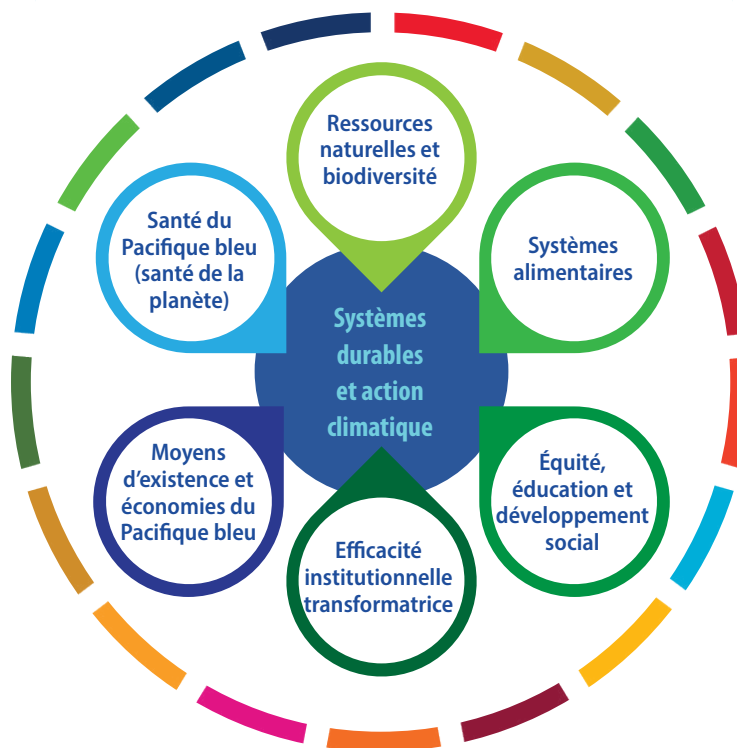 Ressources
naturelles et
biodiversité
Systèmes
alimentaires
Équité,
éducation et
développement
social
Efficacité
institutionnelle
transformatrice
Moyens
d'existence et
économies du
Pacifique bleu
Santé du
Pacifique bleu
(santé de la
planète)
Systèmes
durables
et action
climatique